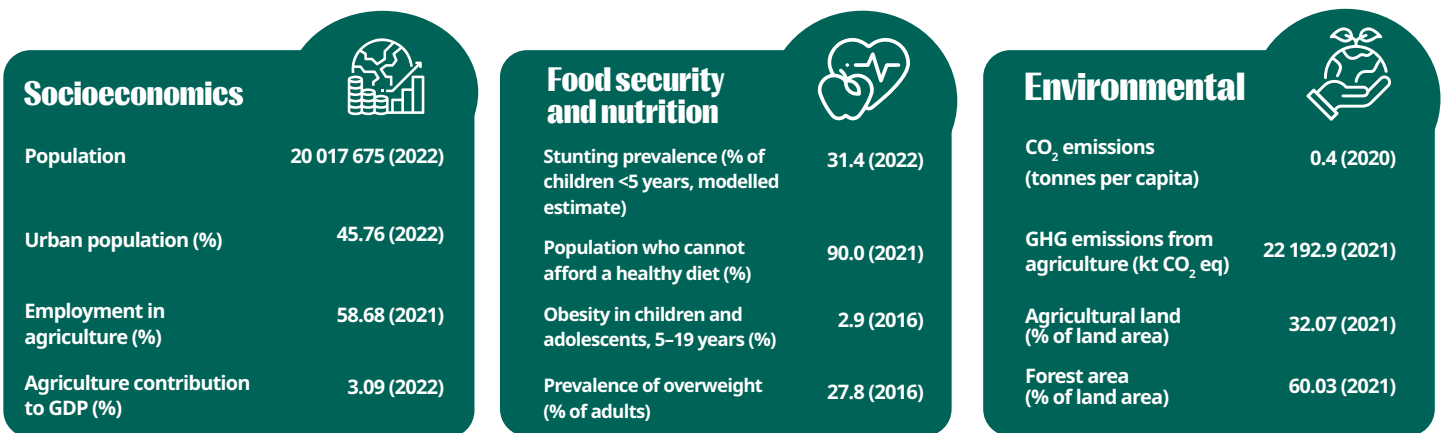 Socioeconomics
Population 20 017 675 (2022)
Urban population (%) 45.76 (2022)
Employment in 58.68 (2021)
agriculture (%)
Agriculture contribution 3.09 (2022)
to GDP (%)
Food security
and nutrition
Stunting prevalence (% of 31.4 (2022)
children <5 years, modelled
estimate)
Population who cannot 90.0 (2021)
afford a healthy diet (%)
Obesity in children and 2.9 (2016)
adolescents, 5–19 years (%)
Prevalence of overweight 27.8 (2016)
(% of adults)
Environmental
CO₂ emissions 0.4 (2020)
(tonnes per capita)
GHG emissions from 22 192.9 (2021)
agriculture (kt CO₂ eq)
Agricultural land 32.07 (2021)
(% of land area)
Forest area 60.03 (2021)
(% of land area)